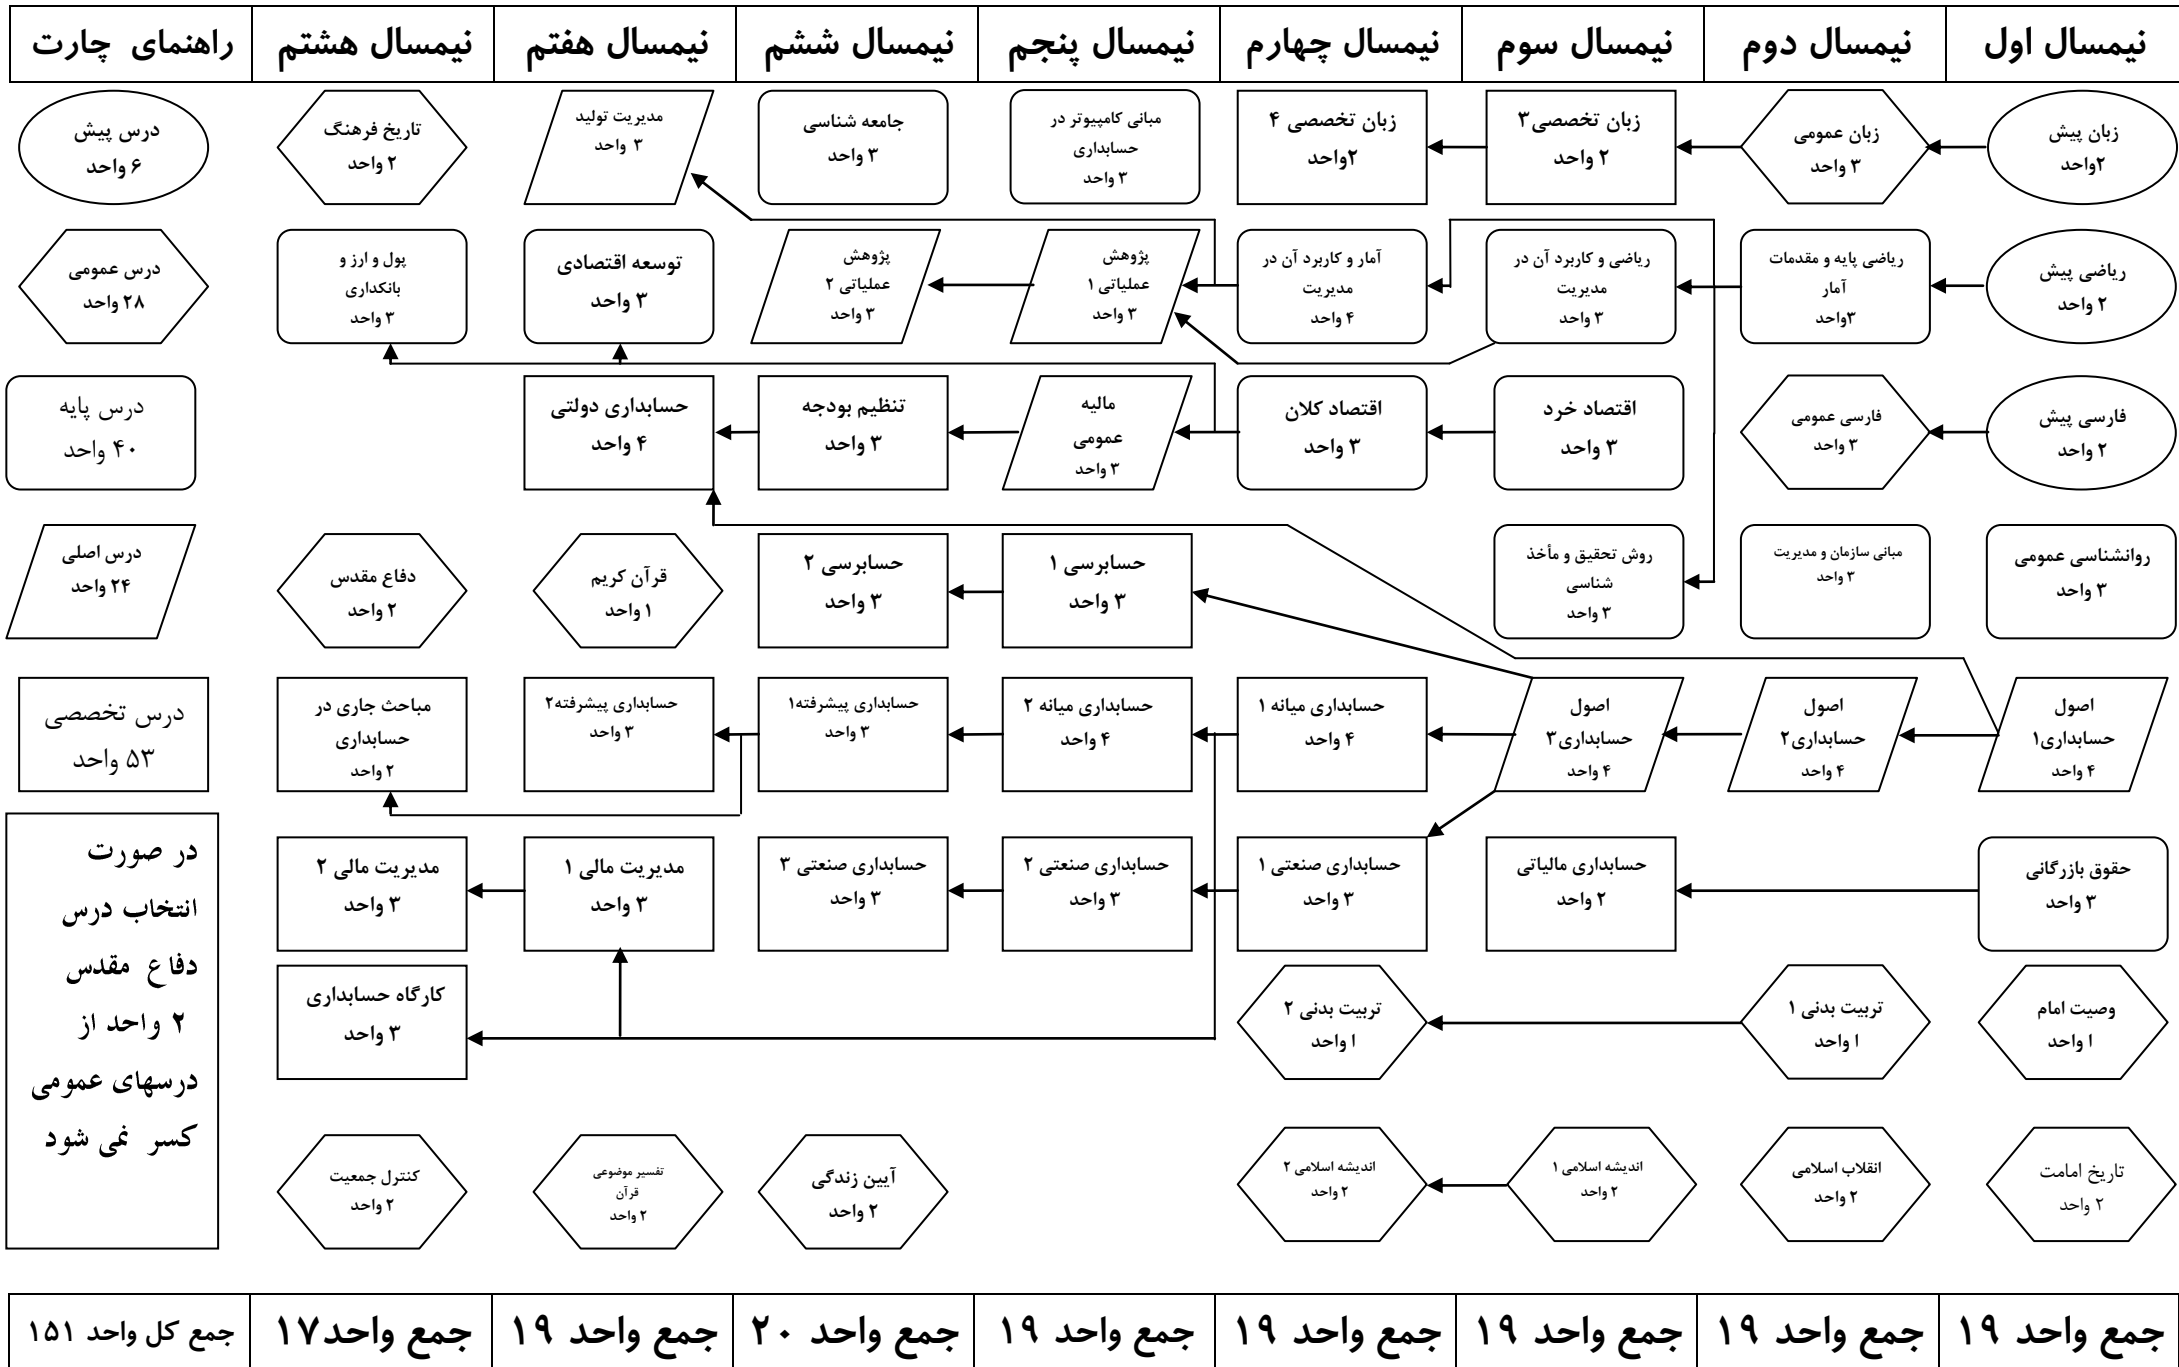 نیمسال اول
نیمسال دوم
نیمسال سوم
نیمسال چهارم
نیمسال پنجم
نیمسال ششم
نیمسال هفتم
نیمسال هشتم
راهنمای چارت
زبان پیش
۲واحد
زبان عمومی
۳ واحد
زبان تخصصی۳
۲ واحد
زبان تخصصی ۴
۲واحد
مبانی کامپیوتر در
حسابداری
۳ واحد
جامعه شناسی
۳ واحد
مدیریت تولید
۳ واحد
تاریخ فرهنگ
۲ واحد
درس پیش
۶ واحد
ریاضی پیش
۲ واحد
ریاضی پایه و مقدمات
آمار
۳واحد
ریاضی و کاربرد آن در
مدیریت
۳ واحد
آمار و کاربرد آن در
مدیریت
۴ واحد
پژوهش
عملیاتی ۱
۳ واحد
پژوهش
عملیاتی ۲
۳ واحد
توسعه اقتصادی
۳ واحد
پول و ارز و
بانکداری
۳ واحد
درس عمومی
۲۸ واحد
فارسی پیش
۲ واحد
فارسی عمومی
۳ واحد
اقتصاد خرد
۳ واحد
اقتصاد کلان
۳ واحد
مالیه
عمومی
۳ واحد
تنظیم بودجه
۳ واحد
حسابداری دولتی
۴ واحد
درس پایه
۴۰ واحد
روانشناسی عمومی
۳ واحد
مبانی سازمان و مدیریت
۳ واحد
روش تحقیق و مأخذ
شناسی
۳ واحد
حسابرسی ۱
۳ واحد
حسابرسی ۲
۳ واحد
قرآن کریم
۱ واحد
دفاع مقدس
۲ واحد
درس اصلی
۲۴ واحد
اصول
حسابداری۱
۴ واحد
اصول
حسابداری۲
۴ واحد
اصول
حسابداری۳
۴ واحد
حسابداری میانه ۱
۴ واحد
حسابداری میانه ۲
۴ واحد
حسابداری پیشرفته۱
۳ واحد
حسابداری پیشرفته۲
۳ واحد
مباحث جاری در
حسابداری
۲ واحد
درس تخصصی
۵۳ واحد
حقوق بازرگانی
۳ واحد
حسابداری مالیاتی
۲ واحد
حسابداری صنعتی ۱
۳ واحد
حسابداری صنعتی ۲
۳ واحد
حسابداری صنعتی ۳
۳ واحد
مدیریت مالی ۱
۳ واحد
مدیریت مالی ۲
۳ واحد
در صورت
انتخاب درس
دفاع مقدس
۲ واحد از
درسهای عمومی
کسر نمی شود
وصیت امام
۱ واحد
تربیت بدنی ۱
۱ واحد
تربیت بدنی ۲
۱ واحد
کارگاه حسابداری
۳ واحد
تاریخ امامت
۲ واحد
انقلاب اسلامی
۲ واحد
اندیشه اسلامی ۱
۲ واحد
اندیشه اسلامی ۲
۲ واحد
آیین زندگی
۲ واحد
تفسیر موضوعی
قرآن
۲ واحد
کنترل جمعیت
۲ واحد
جمع واحد ۱۹
جمع واحد ۱۹
جمع واحد ۱۹
جمع واحد ۱۹
جمع واحد ۱۹
جمع واحد ۲۰
جمع واحد ۱۹
جمع واحد۱۷
جمع کل واحد ۱۵۱